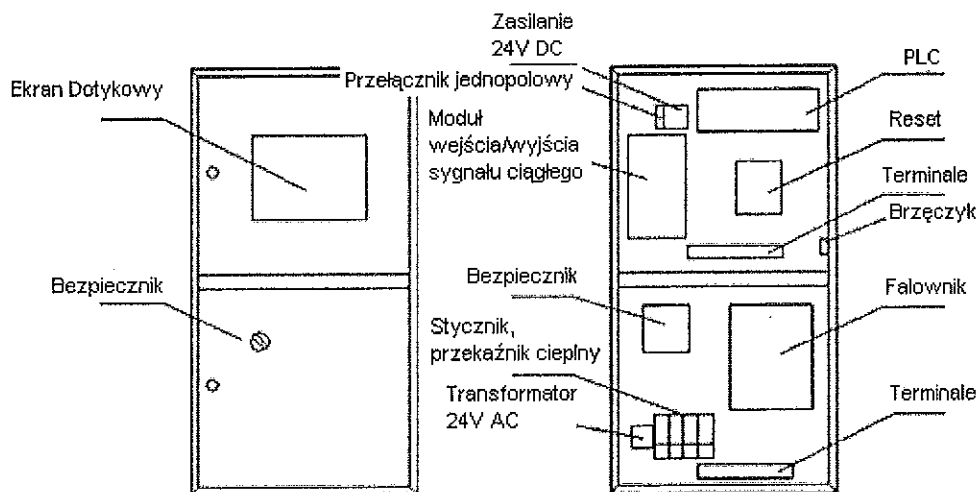 Ekran Dotykowy
Bezpiecznik
Zasilanie
24V DC
Przełącznik jednopolowy
Moduł
wejścia/wyjścia
sygnału ciągłego
Bezpiecznik
Stycznik,
przekaźnik cieplny
Transformator
24V AC
PLC
Reset
Terminale
Brzęczyk
Falownik
Terminale